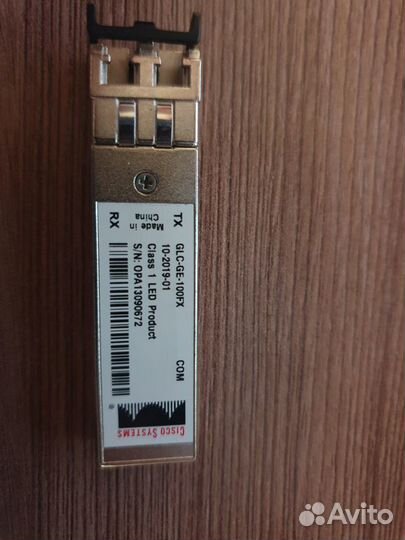 TX
Made in
China
RX
GLC-GE-100FX
COM
10-2019-01
Class 1 LED Product
S/N: OPA13090672
CISCO SYSTEMS
®
Avito